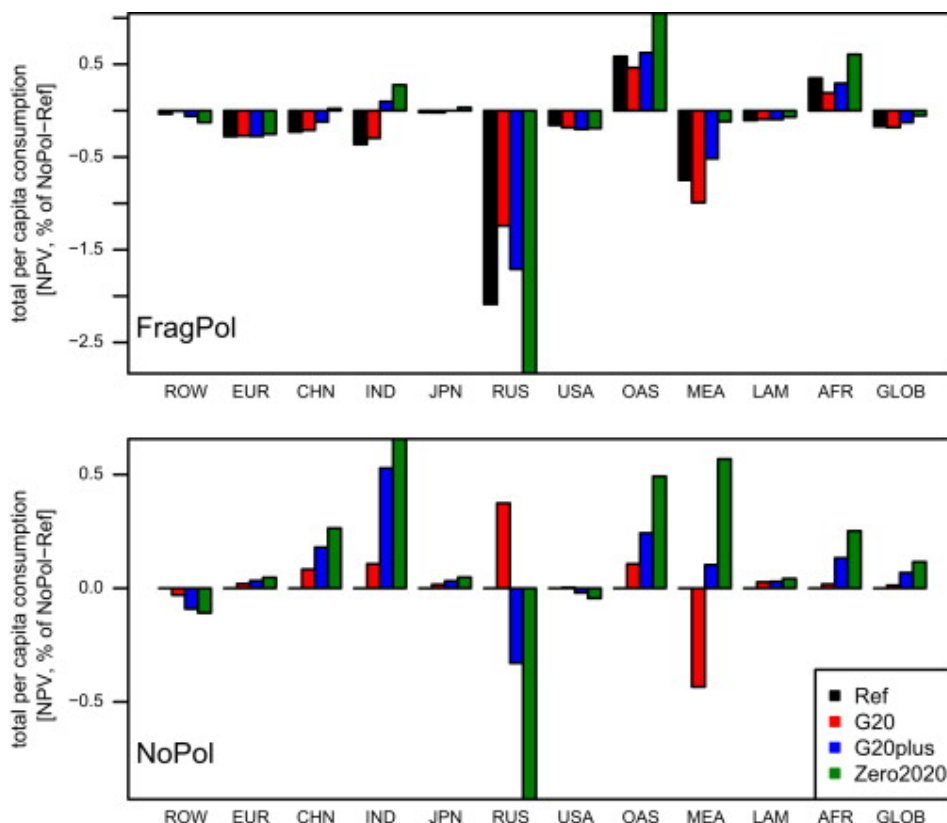 total per capita consumption
[NPV, % of NoPol−Ref]
0.5
−0.5
−1.5
−2.5
FragPol
ROW EUR CHN IND JPN RUS USA OAS MEA LAM AFR GLOB
total per capita consumption
[NPV, % of NoPol−Ref]
0.5
0.0
−0.5
NoPol
Ref
G20
G20plus
Zero2020
ROW EUR CHN IND JPN RUS USA OAS MEA LAM AFR GLOB